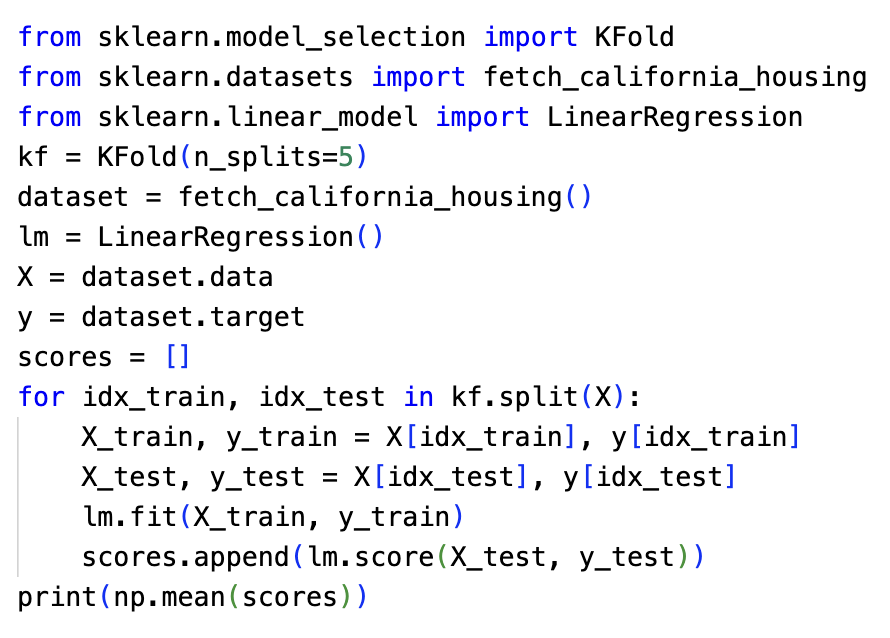 from sklearn.model_selection import KFold
from sklearn.datasets import fetch_california_housing
from sklearn.linear_model import LinearRegression
kf = KFold(n_splits=5)
dataset = fetch_california_housing()
lm = LinearRegression()
X = dataset.data
y = dataset.target
scores = []
for idx_train, idx_test in kf.split(X):
    X_train, y_train = X[idx_train], y[idx_train]
    X_test, y_test = X[idx_test], y[idx_test]
    lm.fit(X_train, y_train)
    scores.append(lm.score(X_test, y_test))
print(np.mean(scores))